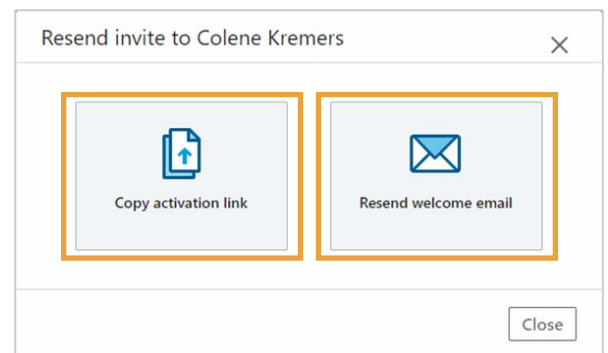 Resend invite to Colene Kremers
Copy activation link
Resend welcome email
Close